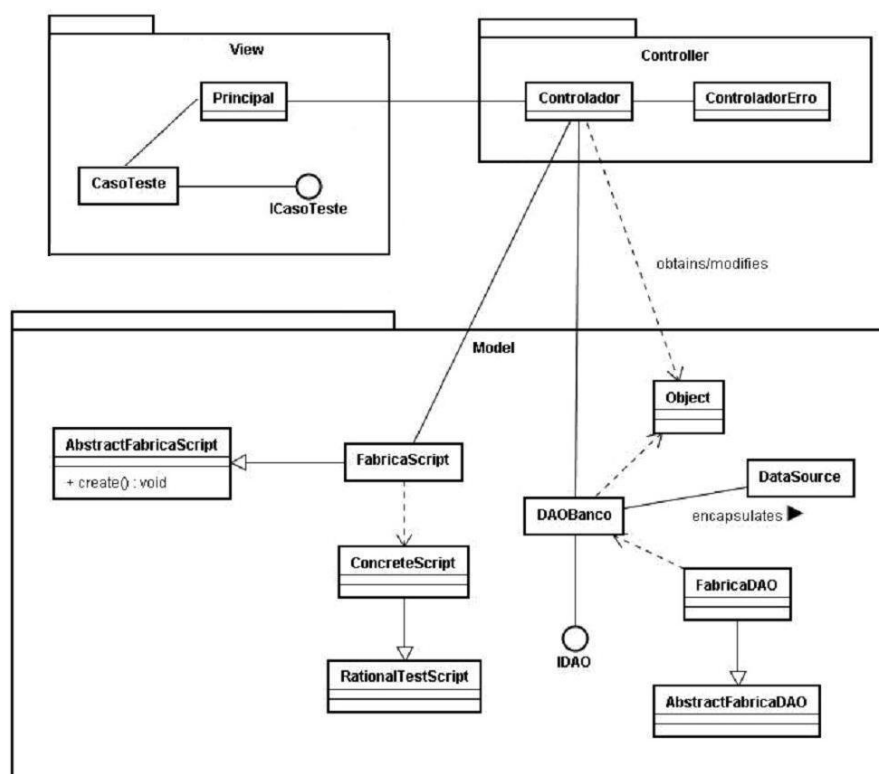 View
Controller
Principal
Controlador
ControladorErro
CasoTeste
ICasoTeste
obtains/modifies
Model
Object
AbstractFabricaScript
+ create() : void
FabricaScript
DataSource
DAOBanco
encapsulates
ConcreteScript
FabricaDAO
IDAO
RationalTestScript
AbstractFabricaDAO